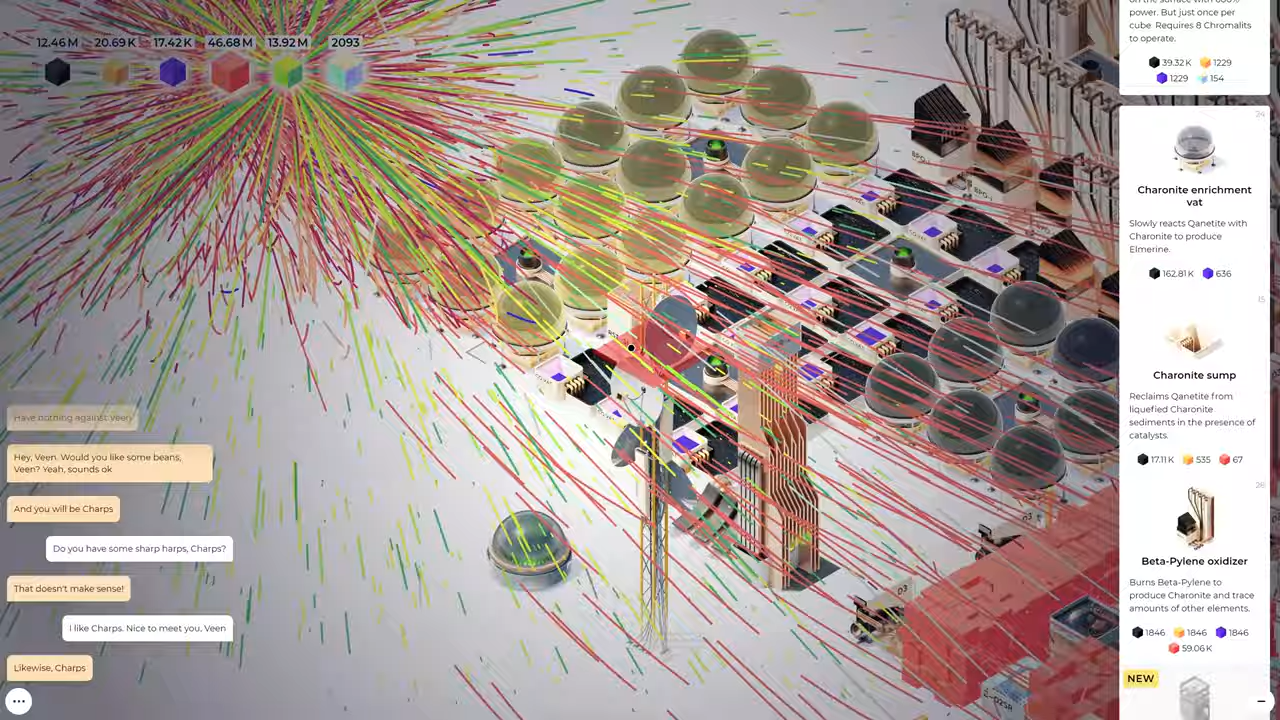 12.46 M 20.69 K 17.42 K 46.68 M 13.92 M 2093
Have nothing against Veen
Hey, Veen. Would you like some beans,
Veen? Yeah, sounds ok
And you will be Charps
Do you have some sharp harps, Charps?
That doesn't make sense!
I like Charps. Nice to meet you, Veen
Likewise, Charps
power. But just once per
cube. Requires 8 Chromalits
to operate.
39.32 K 1229
1229 154
24
Charonite enrichment
vat
Slowly reacts Qanetite with
Charonite to produce
Elmerine.
162.81 K 636
15
Charonite sump
Reclaims Qanetite from
liquefied Charonite
sediments in the presence of
catalysts.
17.11 K 535 67
26
Beta-Pylene oxidizer
Burns Beta-Pylene to
produce Charonite and trace
amounts of other elements.
1846 1846 1846
59.06 K
NEW